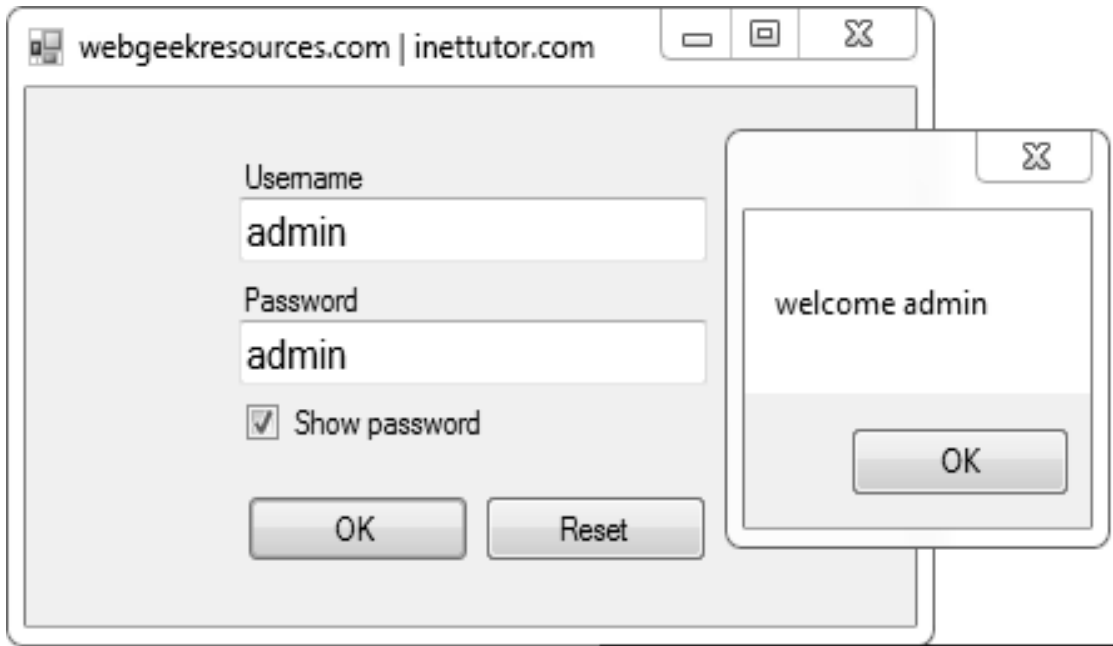 webgeekresources.com | inettutor.com
Username
admin
Password
admin
Show password
OK
Reset
welcome admin
OK